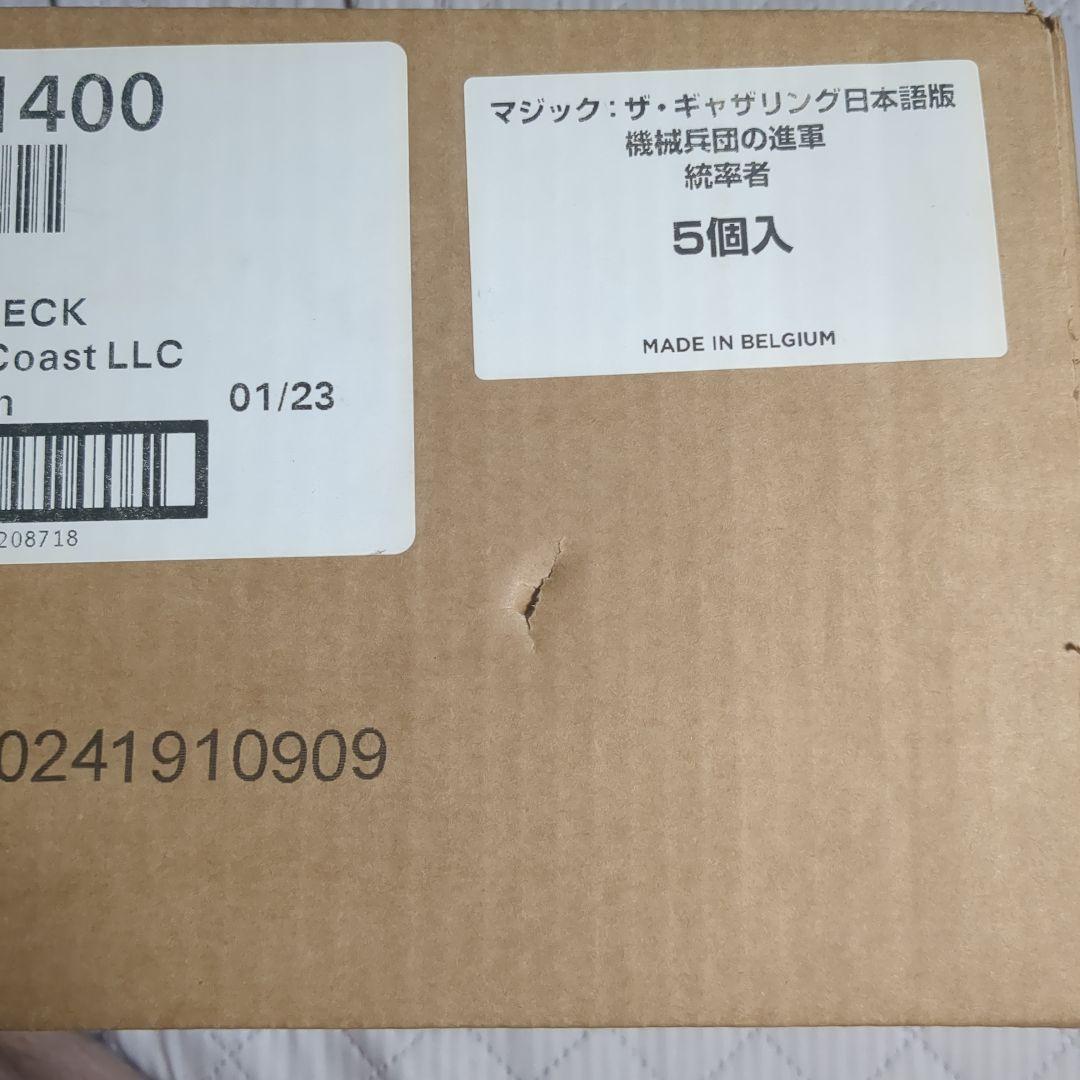 1400
ECK
Coast LLC
n
01/23
208718
マジック：ザ・ギャザリング日本語版
機械兵団の進軍
統率者
5個入
MADE IN BELGIUM
0241910909